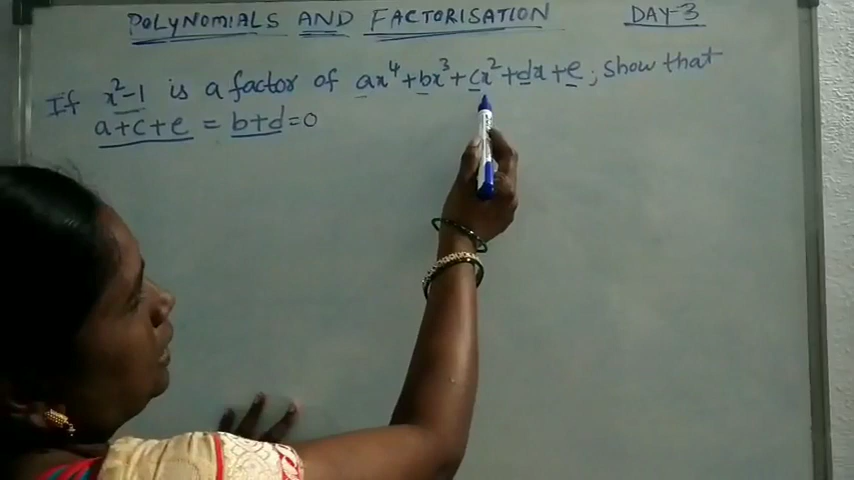 POLYNOMIALS AND FACTORISATION DAY-3
If x²-1 is a factor of ax⁴+bx³+cx²+dx+e, show that
a+c+e = b+d=0